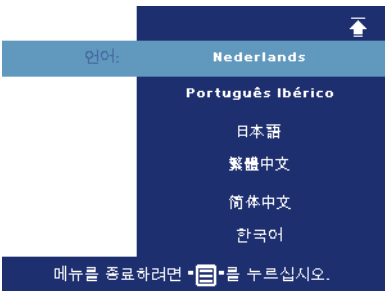 언어: Nederlands
Português Ibérico
日本語
繁體中文
简体中文
한국어
메뉴를 종료하려면 "☰"를 누르십시오.